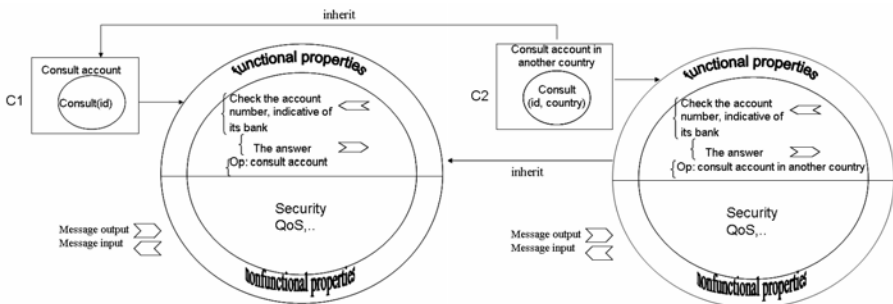 inherit
C1
Consult account
Consult(id)
functional properties
Check the account
number, indicative of
its bank
The answer
Op: consult account
Security
QoS,..
nonfunctional properties
Message output
Message input
C2
Consult account in
another country
Consult
(id, country)
inherit
functional properties
Check the account
number, indicative of
its bank
The answer
Op: consult account in another country
Security
QoS,..
nonfunctional properties
Message output
Message input